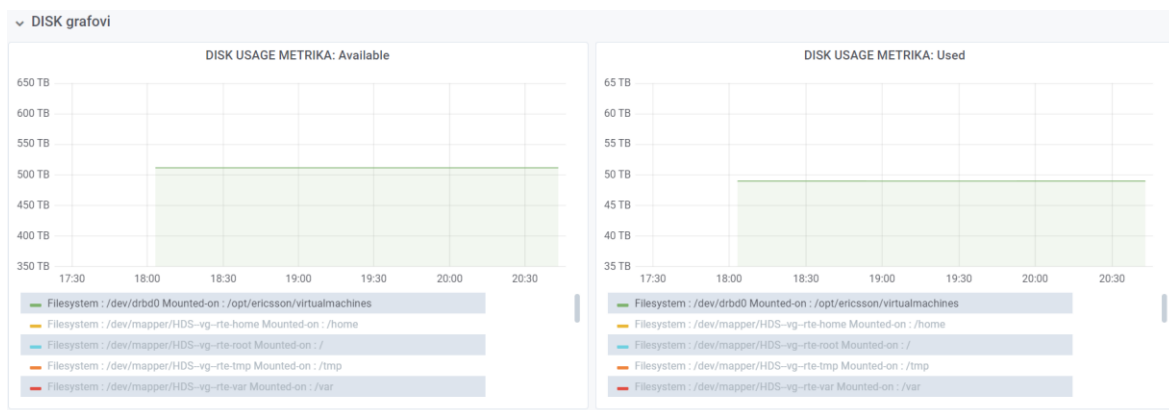 DISK grafovi
DISK USAGE METRIKA: Available
650 TB
600 TB
550 TB
500 TB
450 TB
400 TB
350 TB
17:30 18:00 18:30 19:00 19:30 20:00 20:30
Filesystem : /dev/drbd0 Mounted-on : /opt/ericsson/virtualmachines
Filesystem : /dev/mapper/HDS--vg--rte-home Mounted-on : /home
Filesystem : /dev/mapper/HDS--vg--rte-root Mounted-on : /
Filesystem : /dev/mapper/HDS--vg--rte-tmp Mounted-on : /tmp
Filesystem : /dev/mapper/HDS--vg--rte-var Mounted-on : /var
DISK USAGE METRIKA: Used
65 TB
60 TB
55 TB
50 TB
45 TB
40 TB
35 TB
17:30 18:00 18:30 19:00 19:30 20:00 20:30
Filesystem : /dev/drbd0 Mounted-on : /opt/ericsson/virtualmachines
Filesystem : /dev/mapper/HDS--vg--rte-home Mounted-on : /home
Filesystem : /dev/mapper/HDS--vg--rte-root Mounted-on : /
Filesystem : /dev/mapper/HDS--vg--rte-tmp Mounted-on : /tmp
Filesystem : /dev/mapper/HDS--vg--rte-var Mounted-on : /var